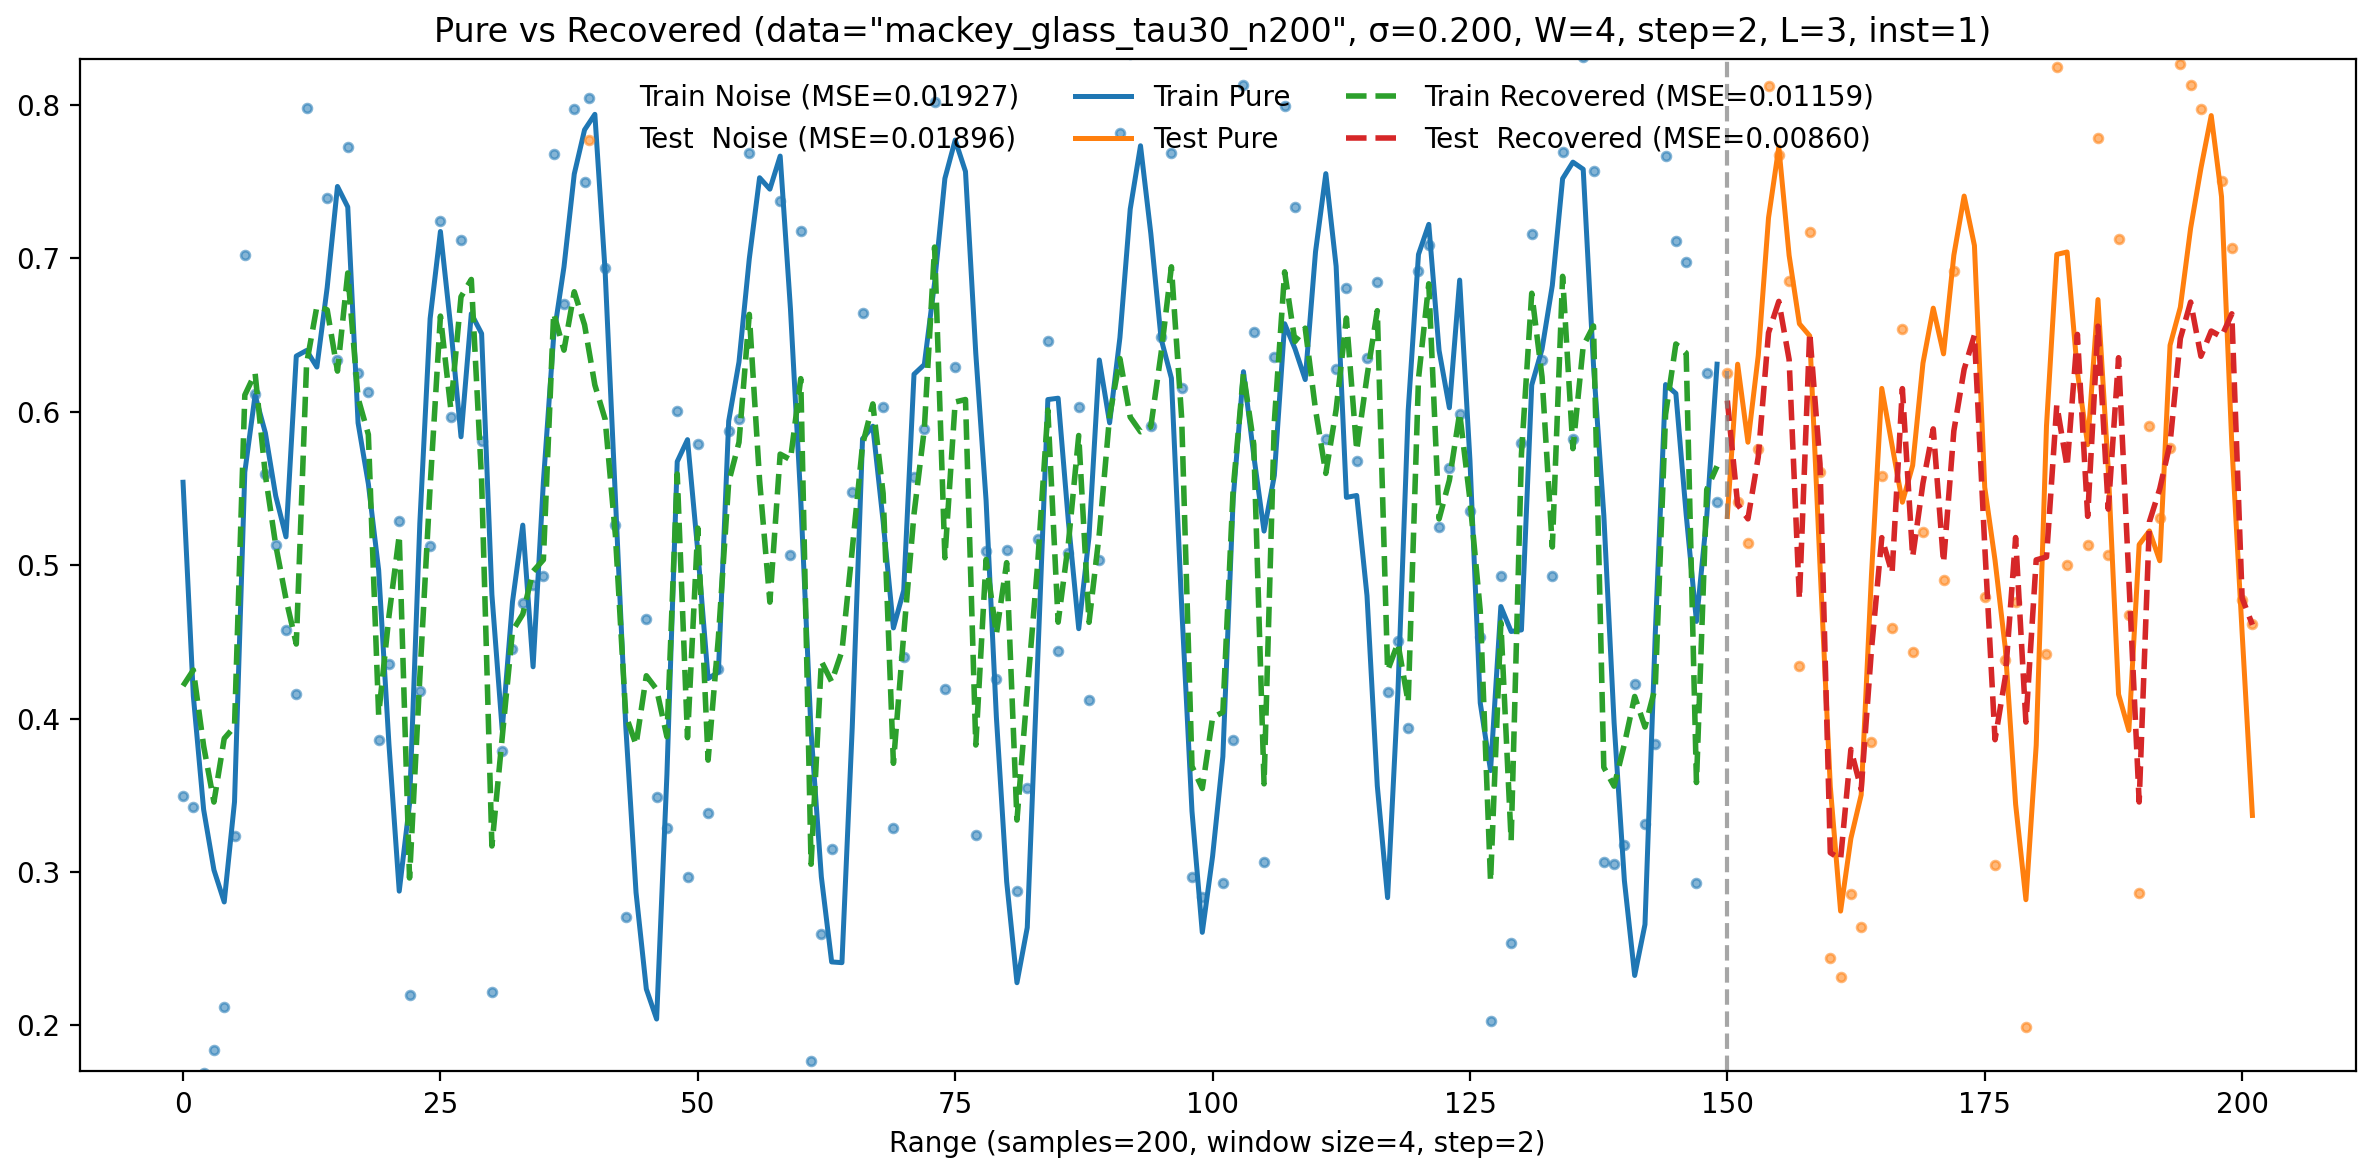 Pure vs Recovered (data="mackey_glass_tau30_n200", σ=0.200, W=4, step=2, L=3, inst=1)
Train Noise (MSE=0.01927) Train Pure Train Recovered (MSE=0.01159)
Test  Noise (MSE=0.01896) Test Pure Test  Recovered (MSE=0.00860)
0.8
0.7
0.6
0.5
0.4
0.3
0.2
0 25 50 75 100 125 150 175 200
Range (samples=200, window size=4, step=2)